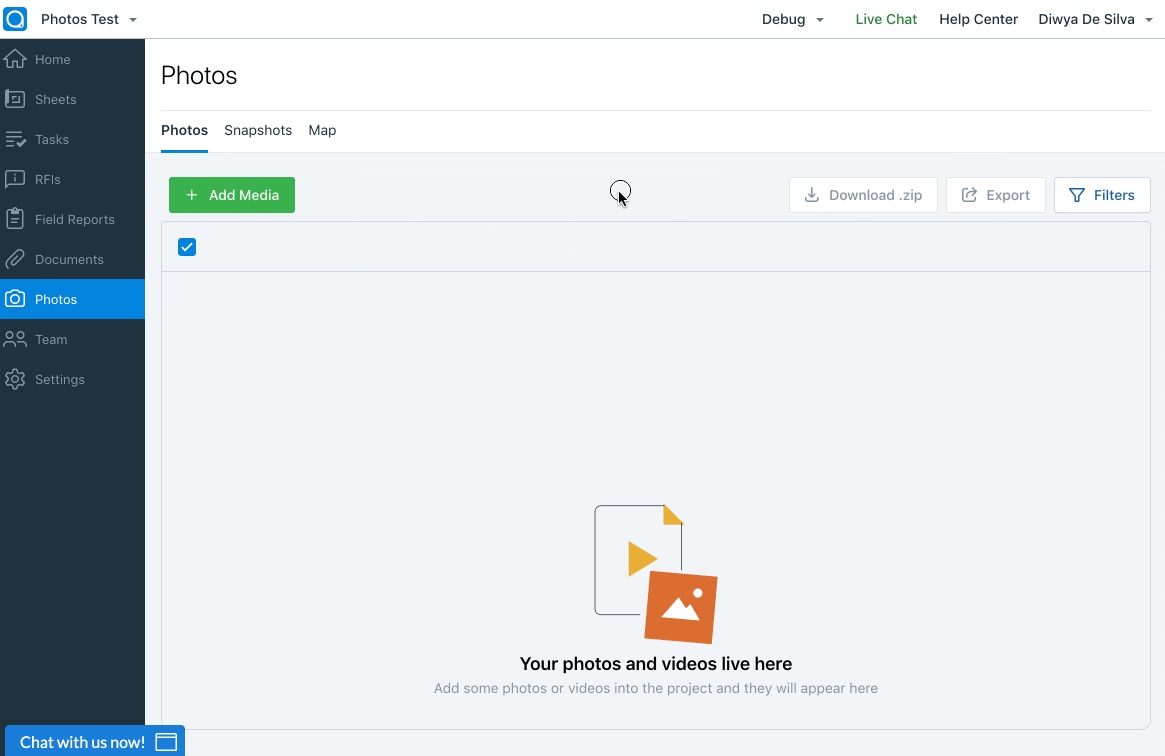 Photos Test
Debug
Live Chat
Help Center
Diwya De Silva
Home
Sheets
Tasks
RFIs
Field Reports
Documents
Photos
Team
Settings
Photos
Photos Snapshots Map
+ Add Media
Download .zip
Export
Filters
Your photos and videos live here
Add some photos or videos into the project and they will appear here
Chat with us now!